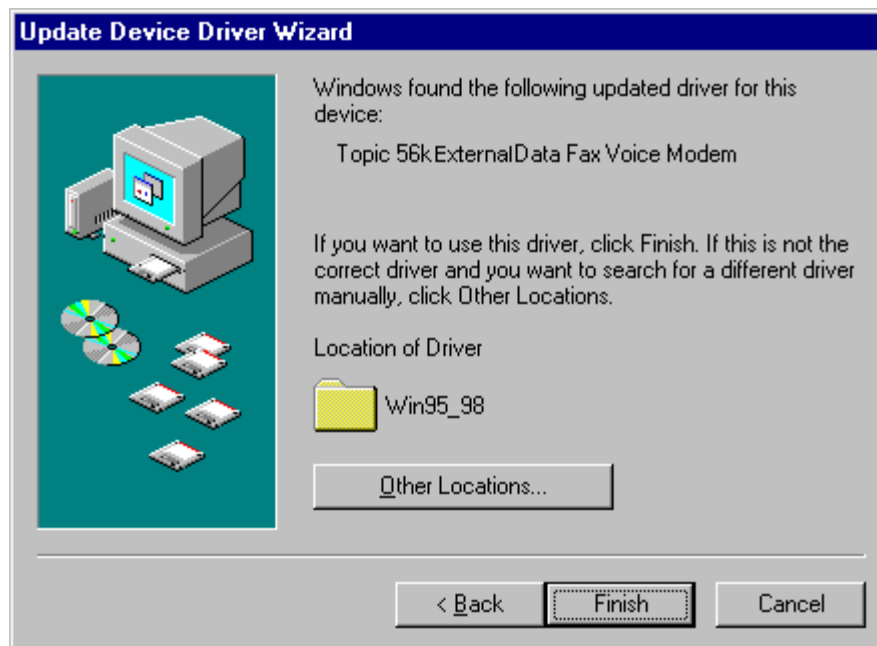 Update Device Driver Wizard
Windows found the following updated driver for this
device:
Topic 56k ExternalData Fax Voice Modem
If you want to use this driver, click Finish. If this is not the
correct driver and you want to search for a different driver
manually, click Other Locations.
Location of Driver
Win95_98
Other Locations...
< Back
Finish
Cancel